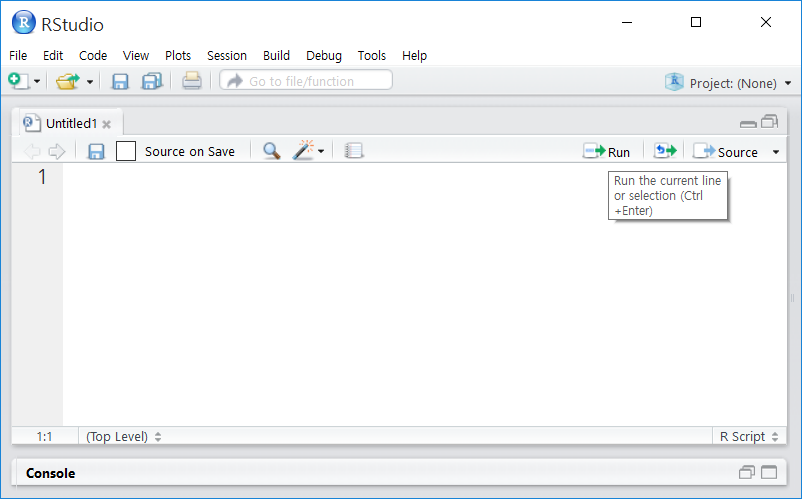 RStudio
File Edit Code View Plots Session Build Debug Tools Help
Go to file/function
Project: (None)
Untitled1
Source on Save
Run
Source
1
Run the current line
or selection (Ctrl
+Enter)
1:1
(Top Level)
R Script
Console